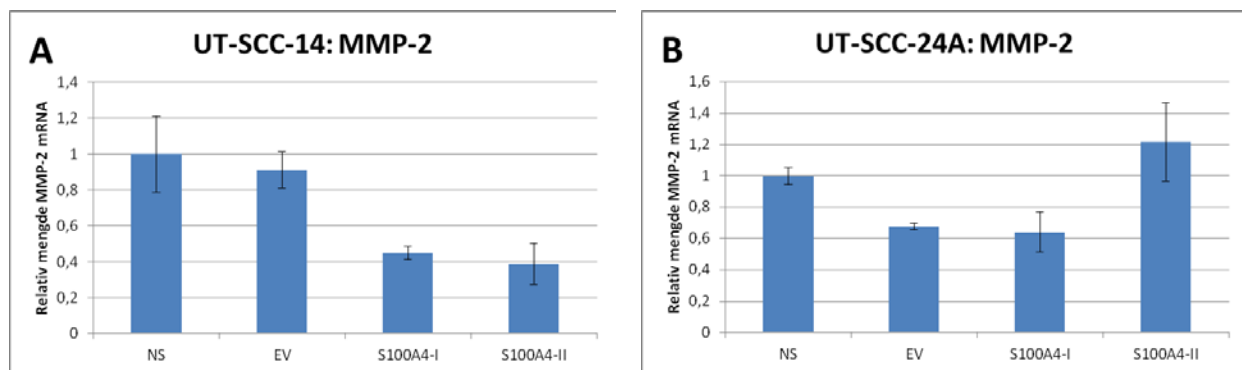 A
UT-SCC-14: MMP-2
Relativ mengde MMP-2 mRNA
1,4
1,2
1
0,8
0,6
0,4
0,2
0
NS EV S100A4-I S100A4-II
B
UT-SCC-24A: MMP-2
Relativ mengde MMP-2 mRNA
1,6
1,4
1,2
1
0,8
0,6
0,4
0,2
0
NS EV S100A4-I S100A4-II